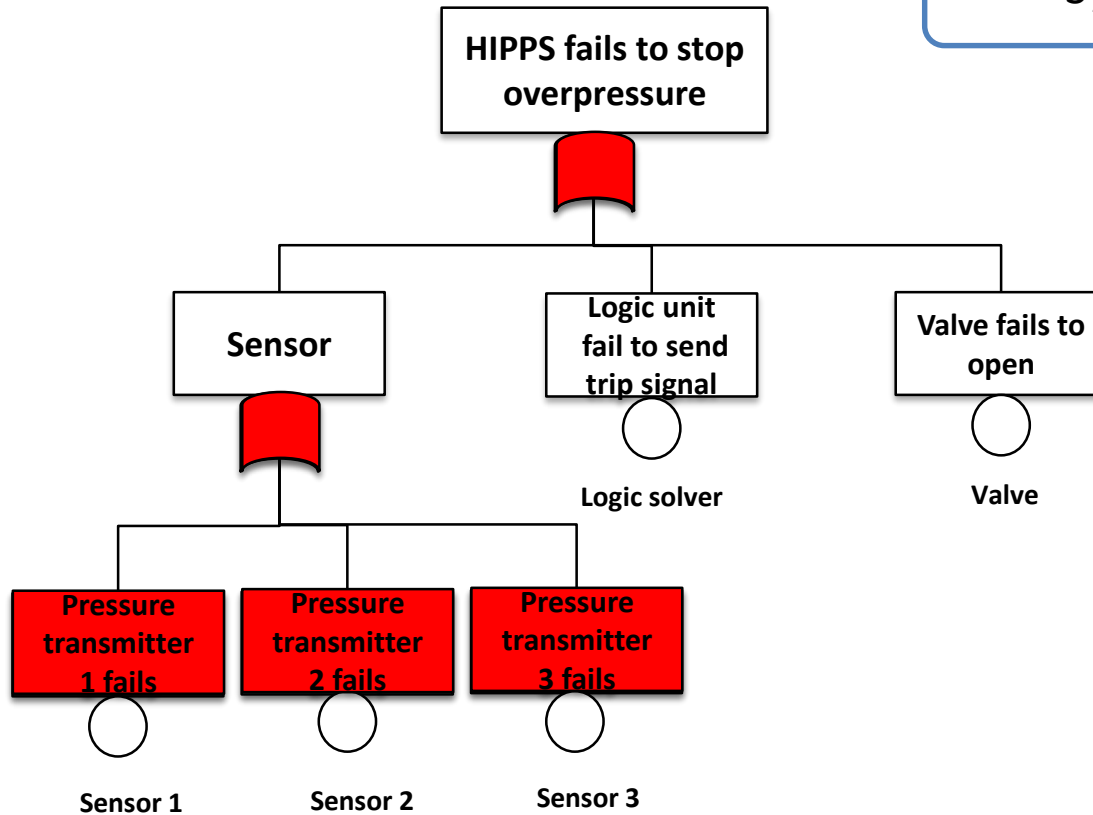 HIPPS fails to stop
overpressure
Sensor
Logic unit
fail to send
trip signal
Valve fails to
open
Logic solver
Valve
Pressure
transmitter
1 fails
Pressure
transmitter
2 fails
Pressure
transmitter
3 fails
Sensor 1
Sensor 2
Sensor 3